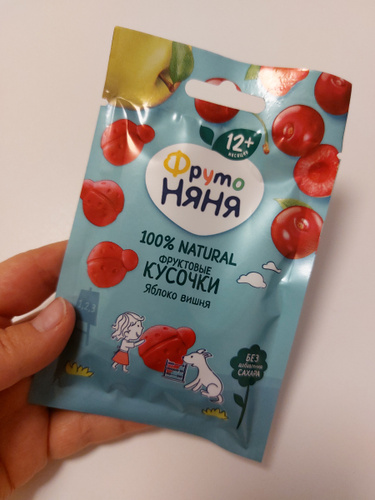 12+
месяцев
Фруто
НЯНЯ
100% NATURAL
ФРУКТОВЫЕ
КУСОЧКИ
Яблоко вишня
БЕЗ
добавления
САХАРА